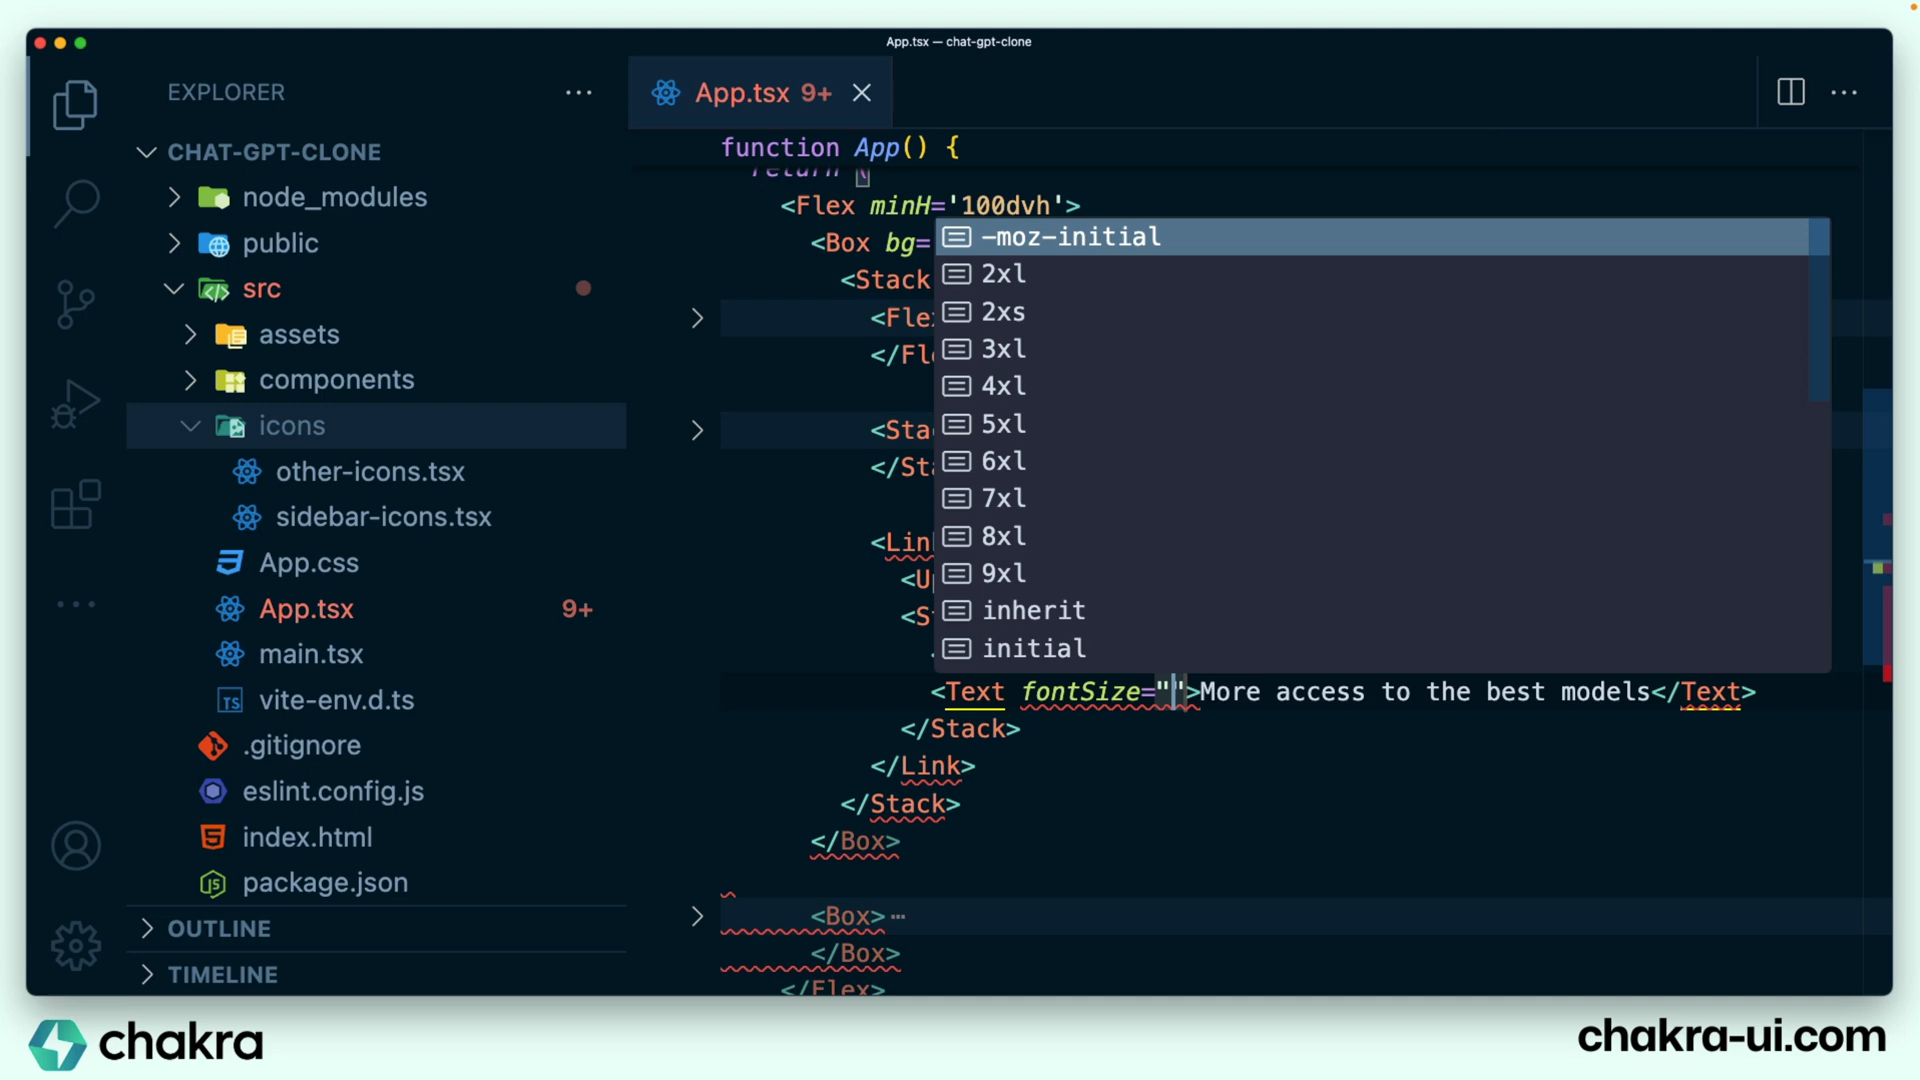 App.tsx — chat-gpt-clone
EXPLORER
App.tsx 9+
CHAT-GPT-CLONE
node_modules
public
src
assets
components
icons
other-icons.tsx
sidebar-icons.tsx
App.css
App.tsx 9+
main.tsx
TS vite-env.d.ts
.gitignore
eslint.config.js
index.html
package.json
OUTLINE
TIMELINE
function App() {
return (
<Flex minH='100dvh'>
<Box bg=
<Stack
<Flex
</Fl
<Sta
</St
<Lin
<U
<S
<Text fontSize="">More access to the best models</Text>
</Stack>
</Link>
</Stack>
</Box>
<Box>
</Box>
</Flex>
-moz-initial
2xl
2xs
3xl
4xl
5xl
6xl
7xl
8xl
9xl
inherit
initial
chakra
chakra-ui.com